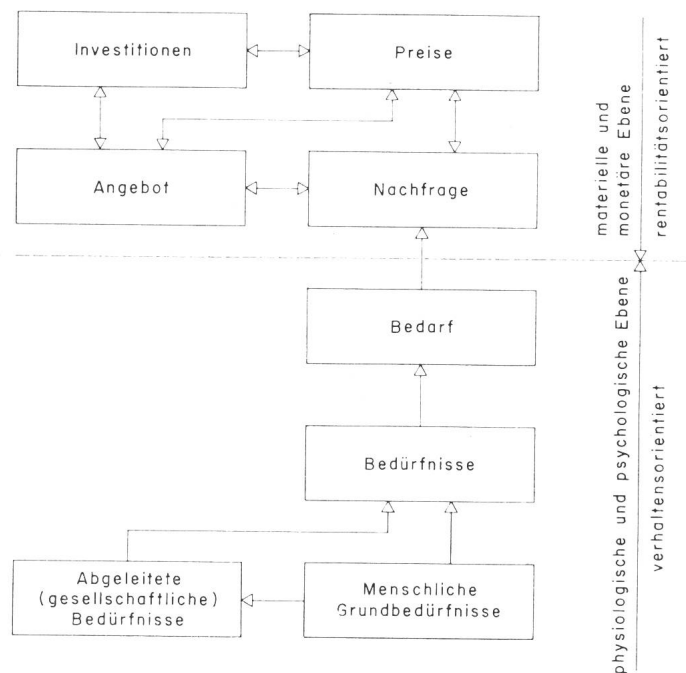 Investitionen
Preise
Angebot
Nachfrage
materielle und
monetäre Ebene
rentabilitätsorientiert
Bedarf
Bedürfnisse
Abgeleitete
(gesellschaftliche)
Bedürfnisse
Menschliche
Grundbedürfnisse
physiologische und psychologische Ebene
verhaltensorientiert